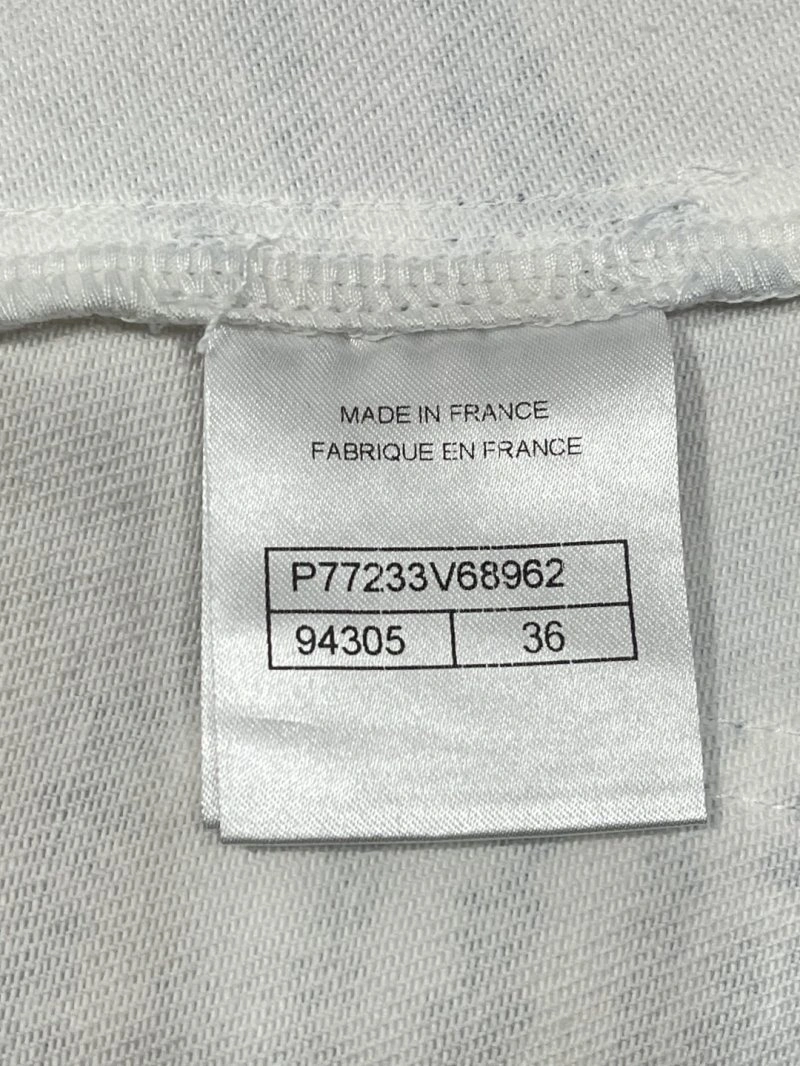 MADE IN FRANCE
FABRIQUE EN FRANCE
P77233V68962
94305 36